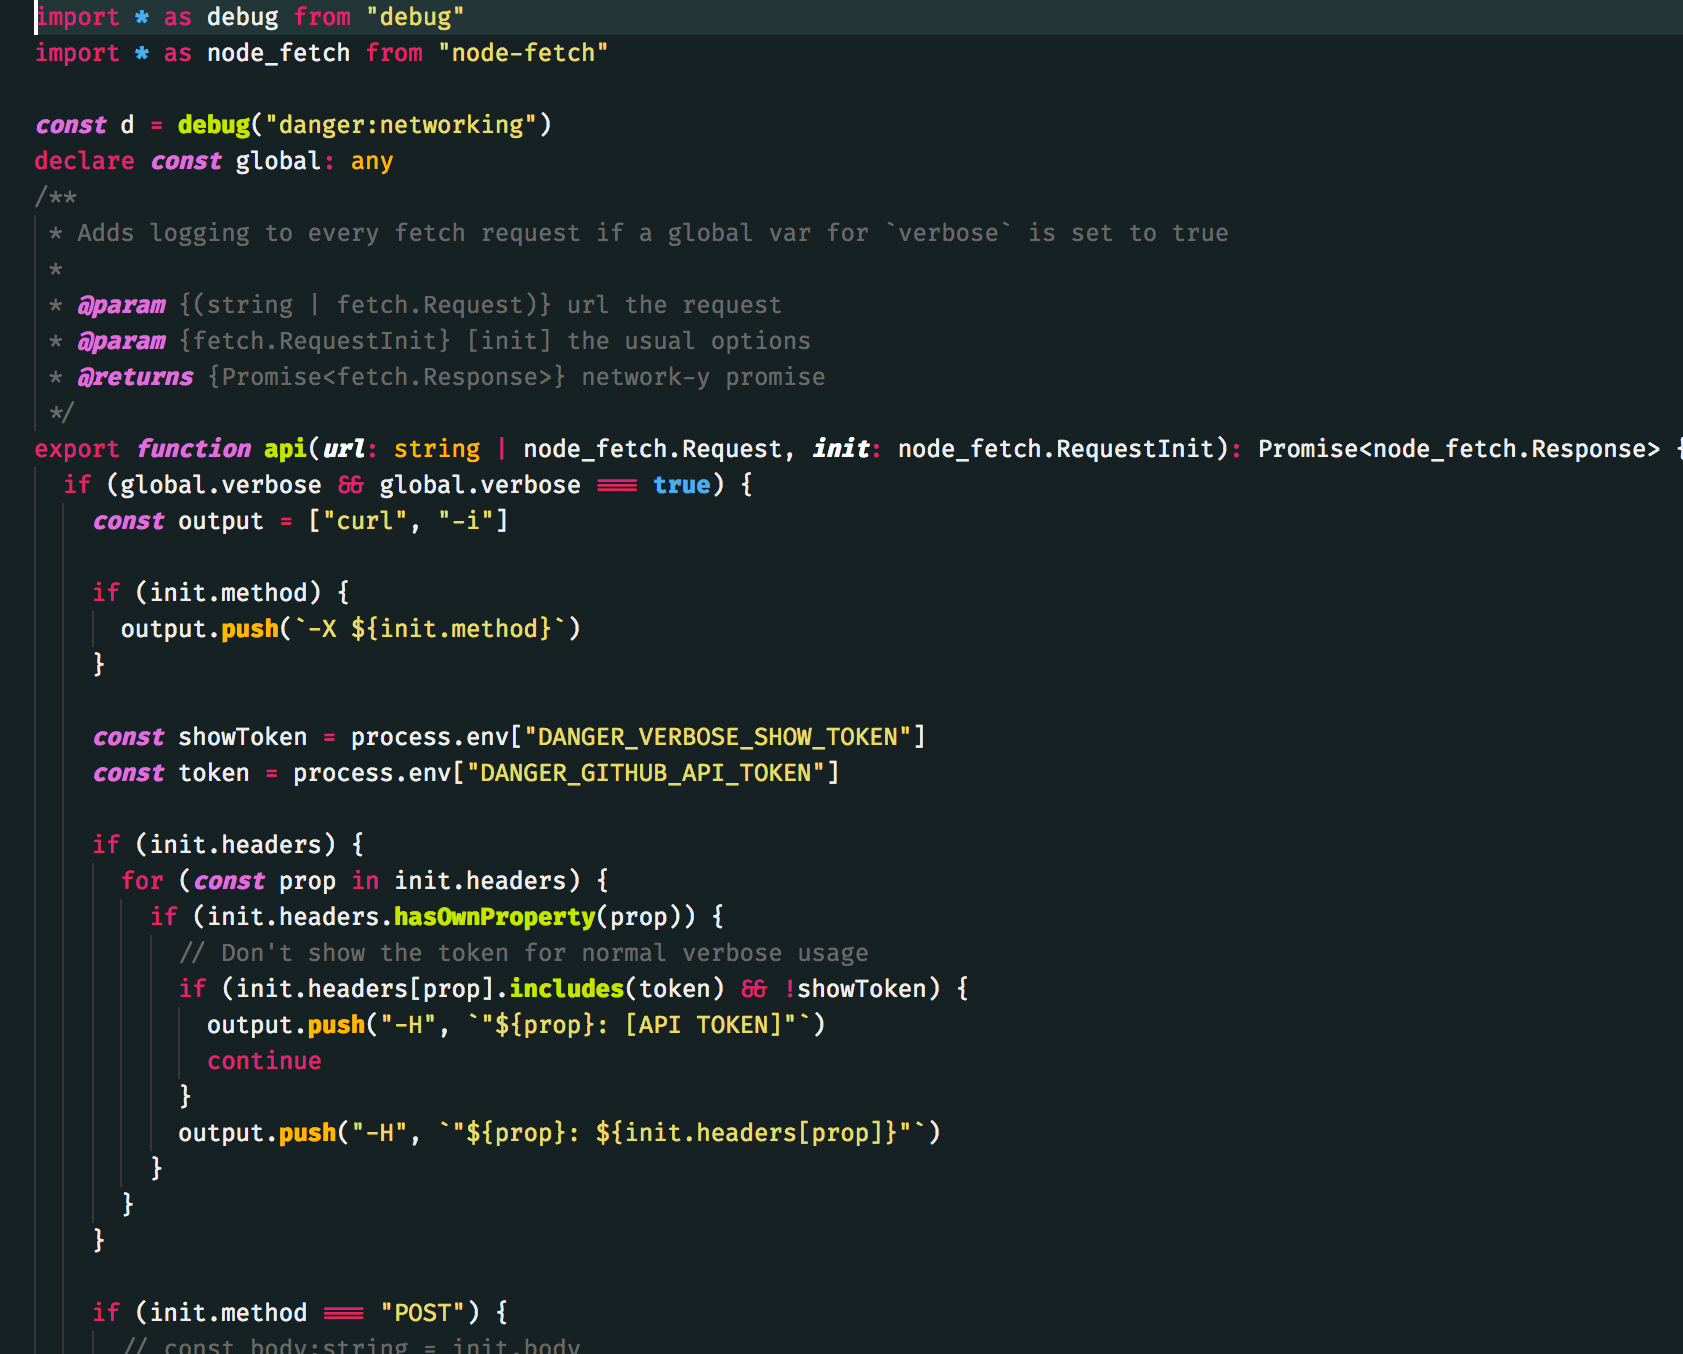 import * as debug from "debug"
import * as node_fetch from "node-fetch"

const d = debug("danger:networking")
declare const global: any
/**
 * Adds logging to every fetch request if a global var for `verbose` is set to true
 *
 * @param {(string | fetch.Request)} url the request
 * @param {fetch.RequestInit} [init] the usual options
 * @returns {Promise<fetch.Response>} network-y promise
 */
export function api(url: string | node_fetch.Request, init: node_fetch.RequestInit): Promise<node_fetch.Response> {
  if (global.verbose && global.verbose === true) {
    const output = ["curl", "-i"]

    if (init.method) {
      output.push(`-X ${init.method}`)
    }

    const showToken = process.env["DANGER_VERBOSE_SHOW_TOKEN"]
    const token = process.env["DANGER_GITHUB_API_TOKEN"]

    if (init.headers) {
      for (const prop in init.headers) {
        if (init.headers.hasOwnProperty(prop)) {
          // Don't show the token for normal verbose usage
          if (init.headers[prop].includes(token) && !showToken) {
            output.push("-H", `"${prop}: [API TOKEN]"`)
            continue
          }
          output.push("-H", `"${prop}: ${init.headers[prop]}"`)
        }
      }
    }

    if (init.method === "POST") {
      // const body:string = init.body